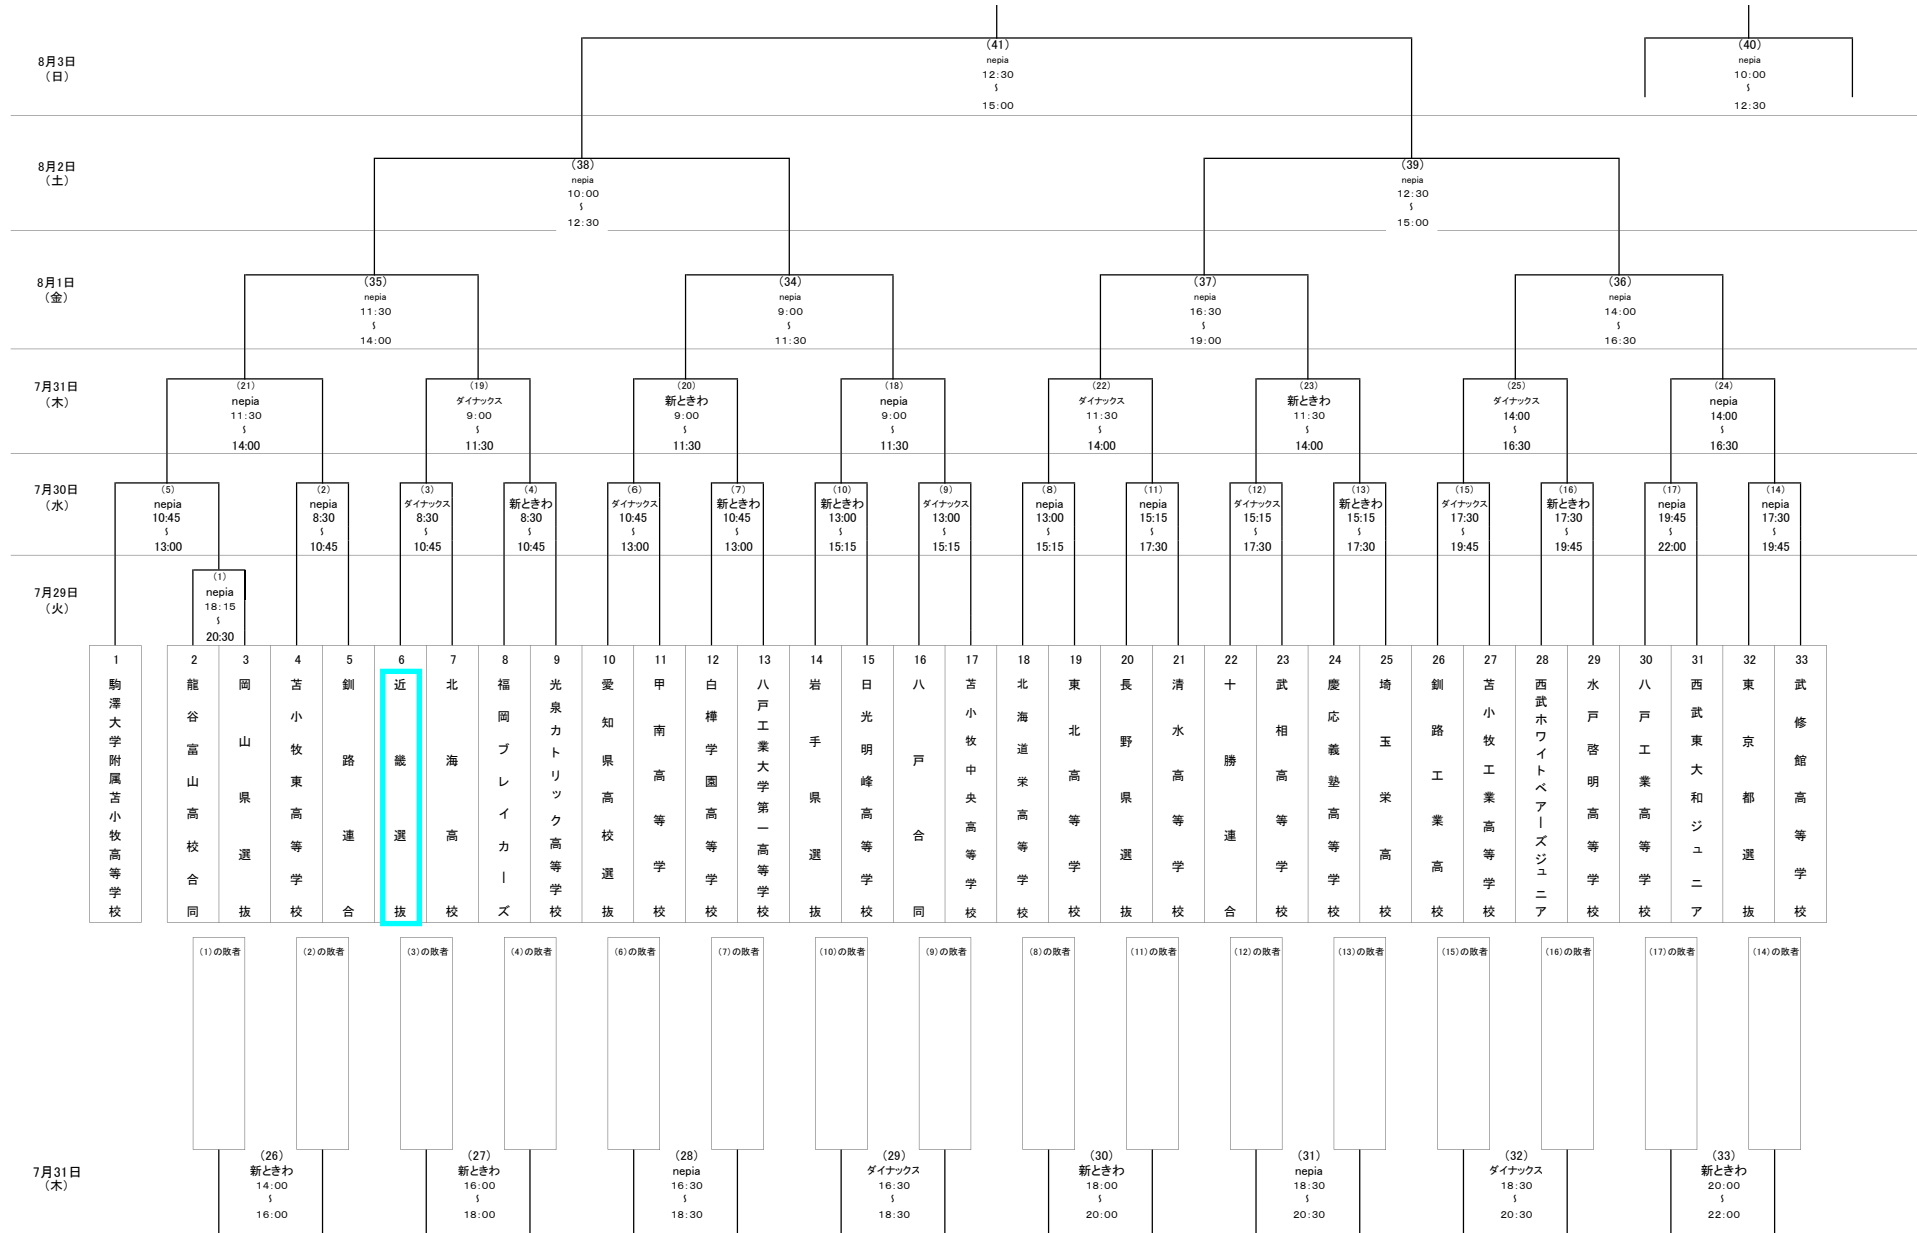 8月3日
（日）
(41)
nepia
12:30
～
15:00
(40)
nepia
10:00
～
12:30
8月2日
（土）
(38)
nepia
10:00
～
12:30
(39)
nepia
12:30
～
15:00
8月1日
（金）
(35)
nepia
11:30
～
14:00
(34)
nepia
9:00
～
11:30
(37)
nepia
16:30
～
19:00
(36)
nepia
14:00
～
16:30
7月31日
（木）
(21)
nepia
11:30
～
14:00
(19)
ダイナックス
9:00
～
11:30
(20)
新ときわ
9:00
～
11:30
(18)
nepia
9:00
～
11:30
(22)
ダイナックス
11:30
～
14:00
(23)
新ときわ
11:30
～
14:00
(25)
ダイナックス
14:00
～
16:30
(24)
nepia
14:00
～
16:30
7月30日
（水）
(5)
nepia
10:45
～
13:00
(2)
nepia
8:30
～
10:45
(3)
ダイナックス
8:30
～
10:45
(4)
新ときわ
8:30
～
10:45
(6)
ダイナックス
10:45
～
13:00
(7)
新ときわ
10:45
～
13:00
(10)
新ときわ
13:00
～
15:15
(9)
ダイナックス
13:00
～
15:15
(8)
nepia
13:00
～
15:15
(11)
nepia
15:15
～
17:30
(12)
ダイナックス
15:15
～
17:30
(13)
新ときわ
15:15
～
17:30
(15)
ダイナックス
17:30
～
19:45
(16)
新ときわ
17:30
～
19:45
(17)
nepia
19:45
～
22:00
(14)
nepia
17:30
～
19:45
7月29日
（火）
(1)
nepia
18:15
～
20:30
1
駒澤大学附属苫小牧高等学校
2
龍谷富山高校合同
3
岡山県選抜
4
苫小牧東高等学校
5
釧路連合
6
近畿選抜
7
北海高校
8
福岡ブレイカーズ
9
光泉カトリック高等学校
10
愛知県高校選抜
11
甲南高等学校
12
白樺学園高等学校
13
八戸工業大学第一高等学校
14
岩手県選抜
15
日光明峰高等学校
16
八戸合同
17
苫小牧中央高等学校
18
北海道栄高等学校
19
東北高等学校
20
長野県選抜
21
清水高等学校
22
十勝連合
23
武相高等学校
24
慶応義塾高等学校
25
埼玉栄高校
26
釧路工業高校
27
苫小牧工業高等学校
28
西武ホワイトベアーズジュニア
29
水戸啓明高等学校
30
八戸工業高等学校
31
西武東大和ジュニア
32
東京都選抜
33
武修館高等学校
(1)の敗者
(2)の敗者
(3)の敗者
(4)の敗者
(6)の敗者
(7)の敗者
(10)の敗者
(9)の敗者
(8)の敗者
(11)の敗者
(12)の敗者
(13)の敗者
(15)の敗者
(16)の敗者
(17)の敗者
(14)の敗者
7月31日
（木）
(26)
新ときわ
14:00
～
16:00
(27)
新ときわ
16:00
～
18:00
(28)
nepia
16:30
～
18:30
(29)
ダイナックス
16:30
～
18:30
(30)
新ときわ
18:00
～
20:00
(31)
nepia
18:30
～
20:30
(32)
ダイナックス
18:30
～
20:30
(33)
新ときわ
20:00
～
22:00